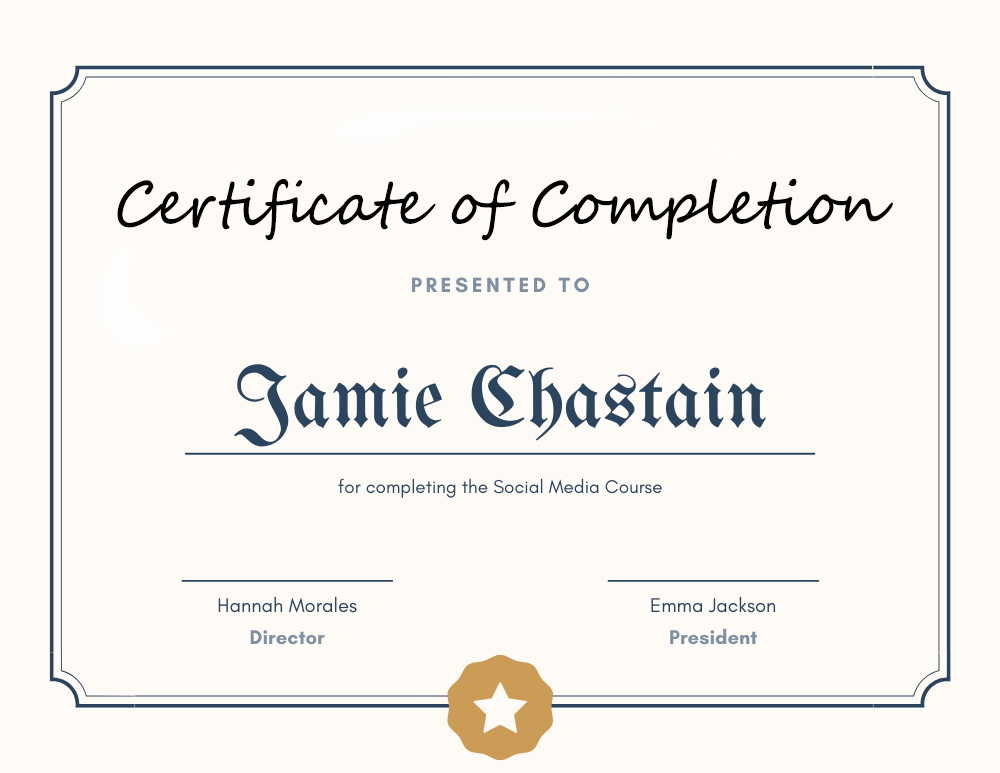 Certificate of Completion
PRESENTED TO
Jamie Chastain
for completing the Social Media Course
Hannah Morales
Director
Emma Jackson
President